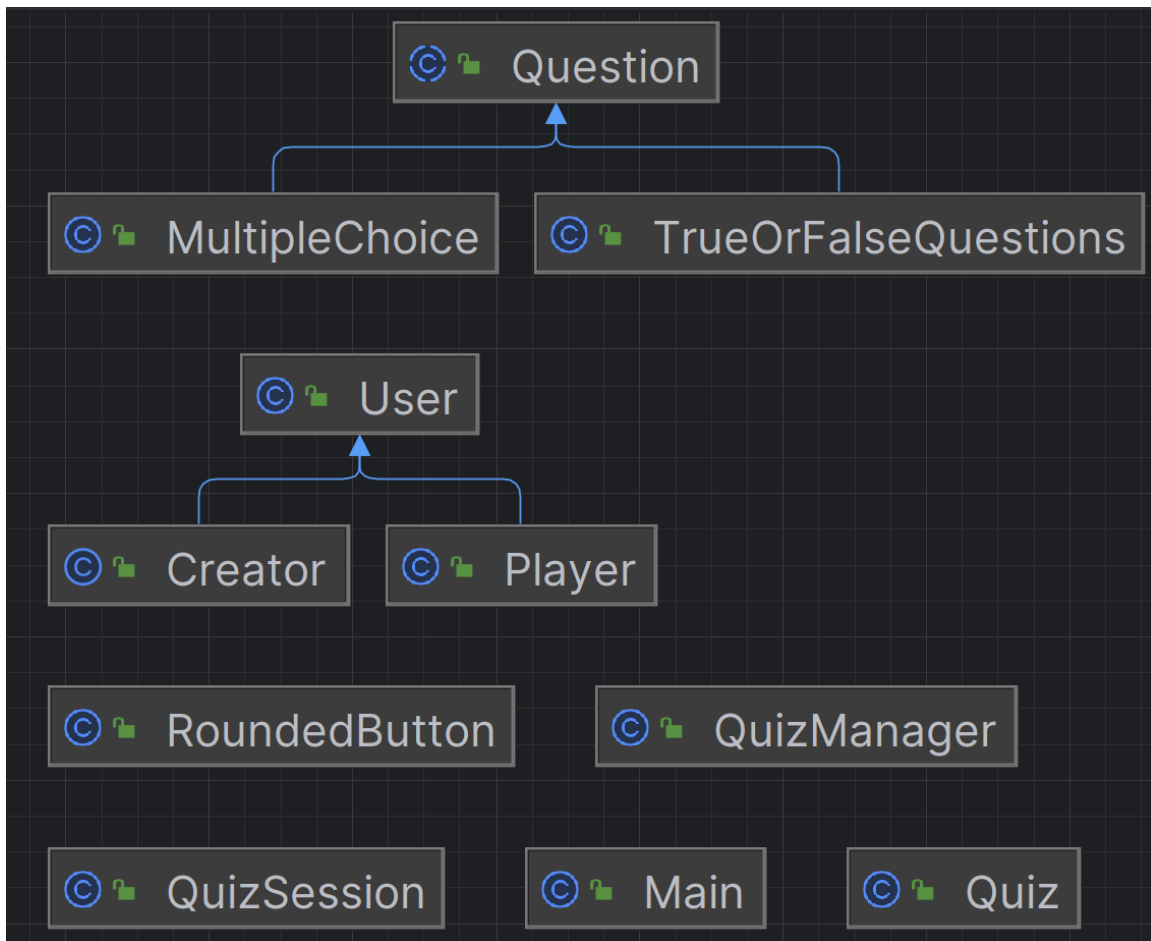 Question
MultipleChoice
TrueOrFalseQuestions
User
Creator
Player
RoundedButton
QuizManager
QuizSession
Main
Quiz